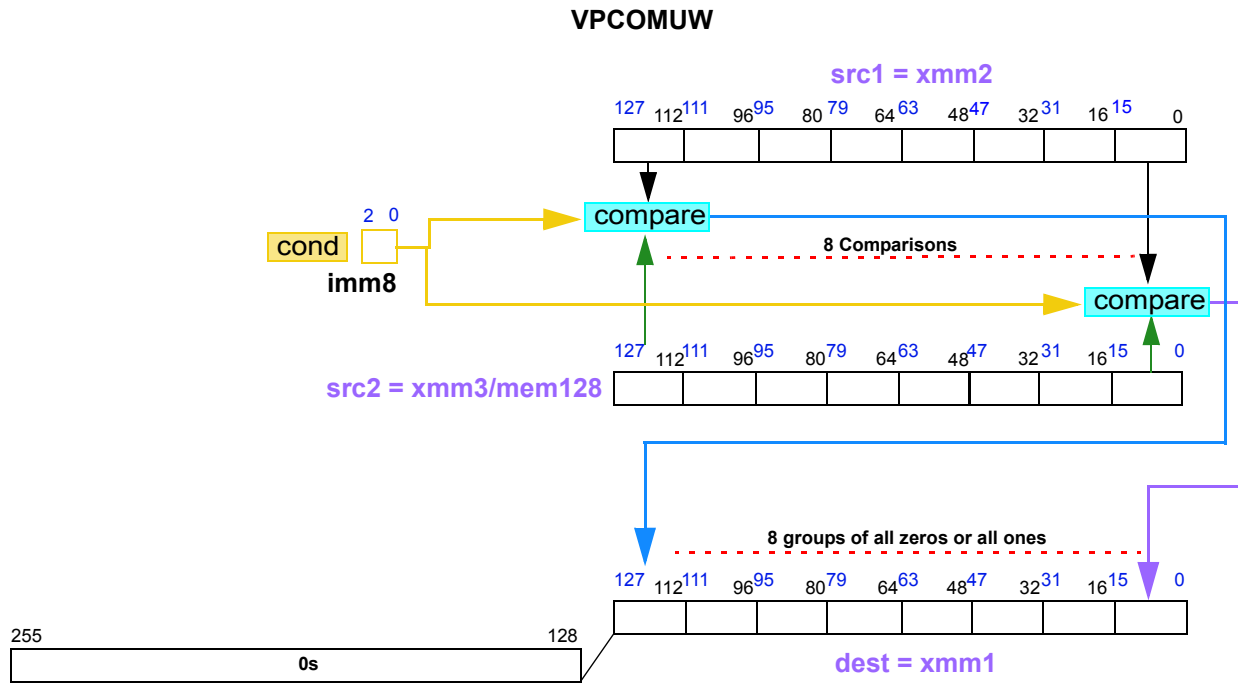 VPCOMUW
src1 = xmm2
127 112 111 96 95 80 79 64 63 48 47 32 31 16 15 0
compare
2 0
cond
imm8
8 Comparisons
compare
127 112 111 96 95 80 79 64 63 48 47 32 31 16 15 0
src2 = xmm3/mem128
8 groups of all zeros or all ones
127 112 111 96 95 80 79 64 63 48 47 32 31 16 15 0
255 128
0s
dest = xmm1